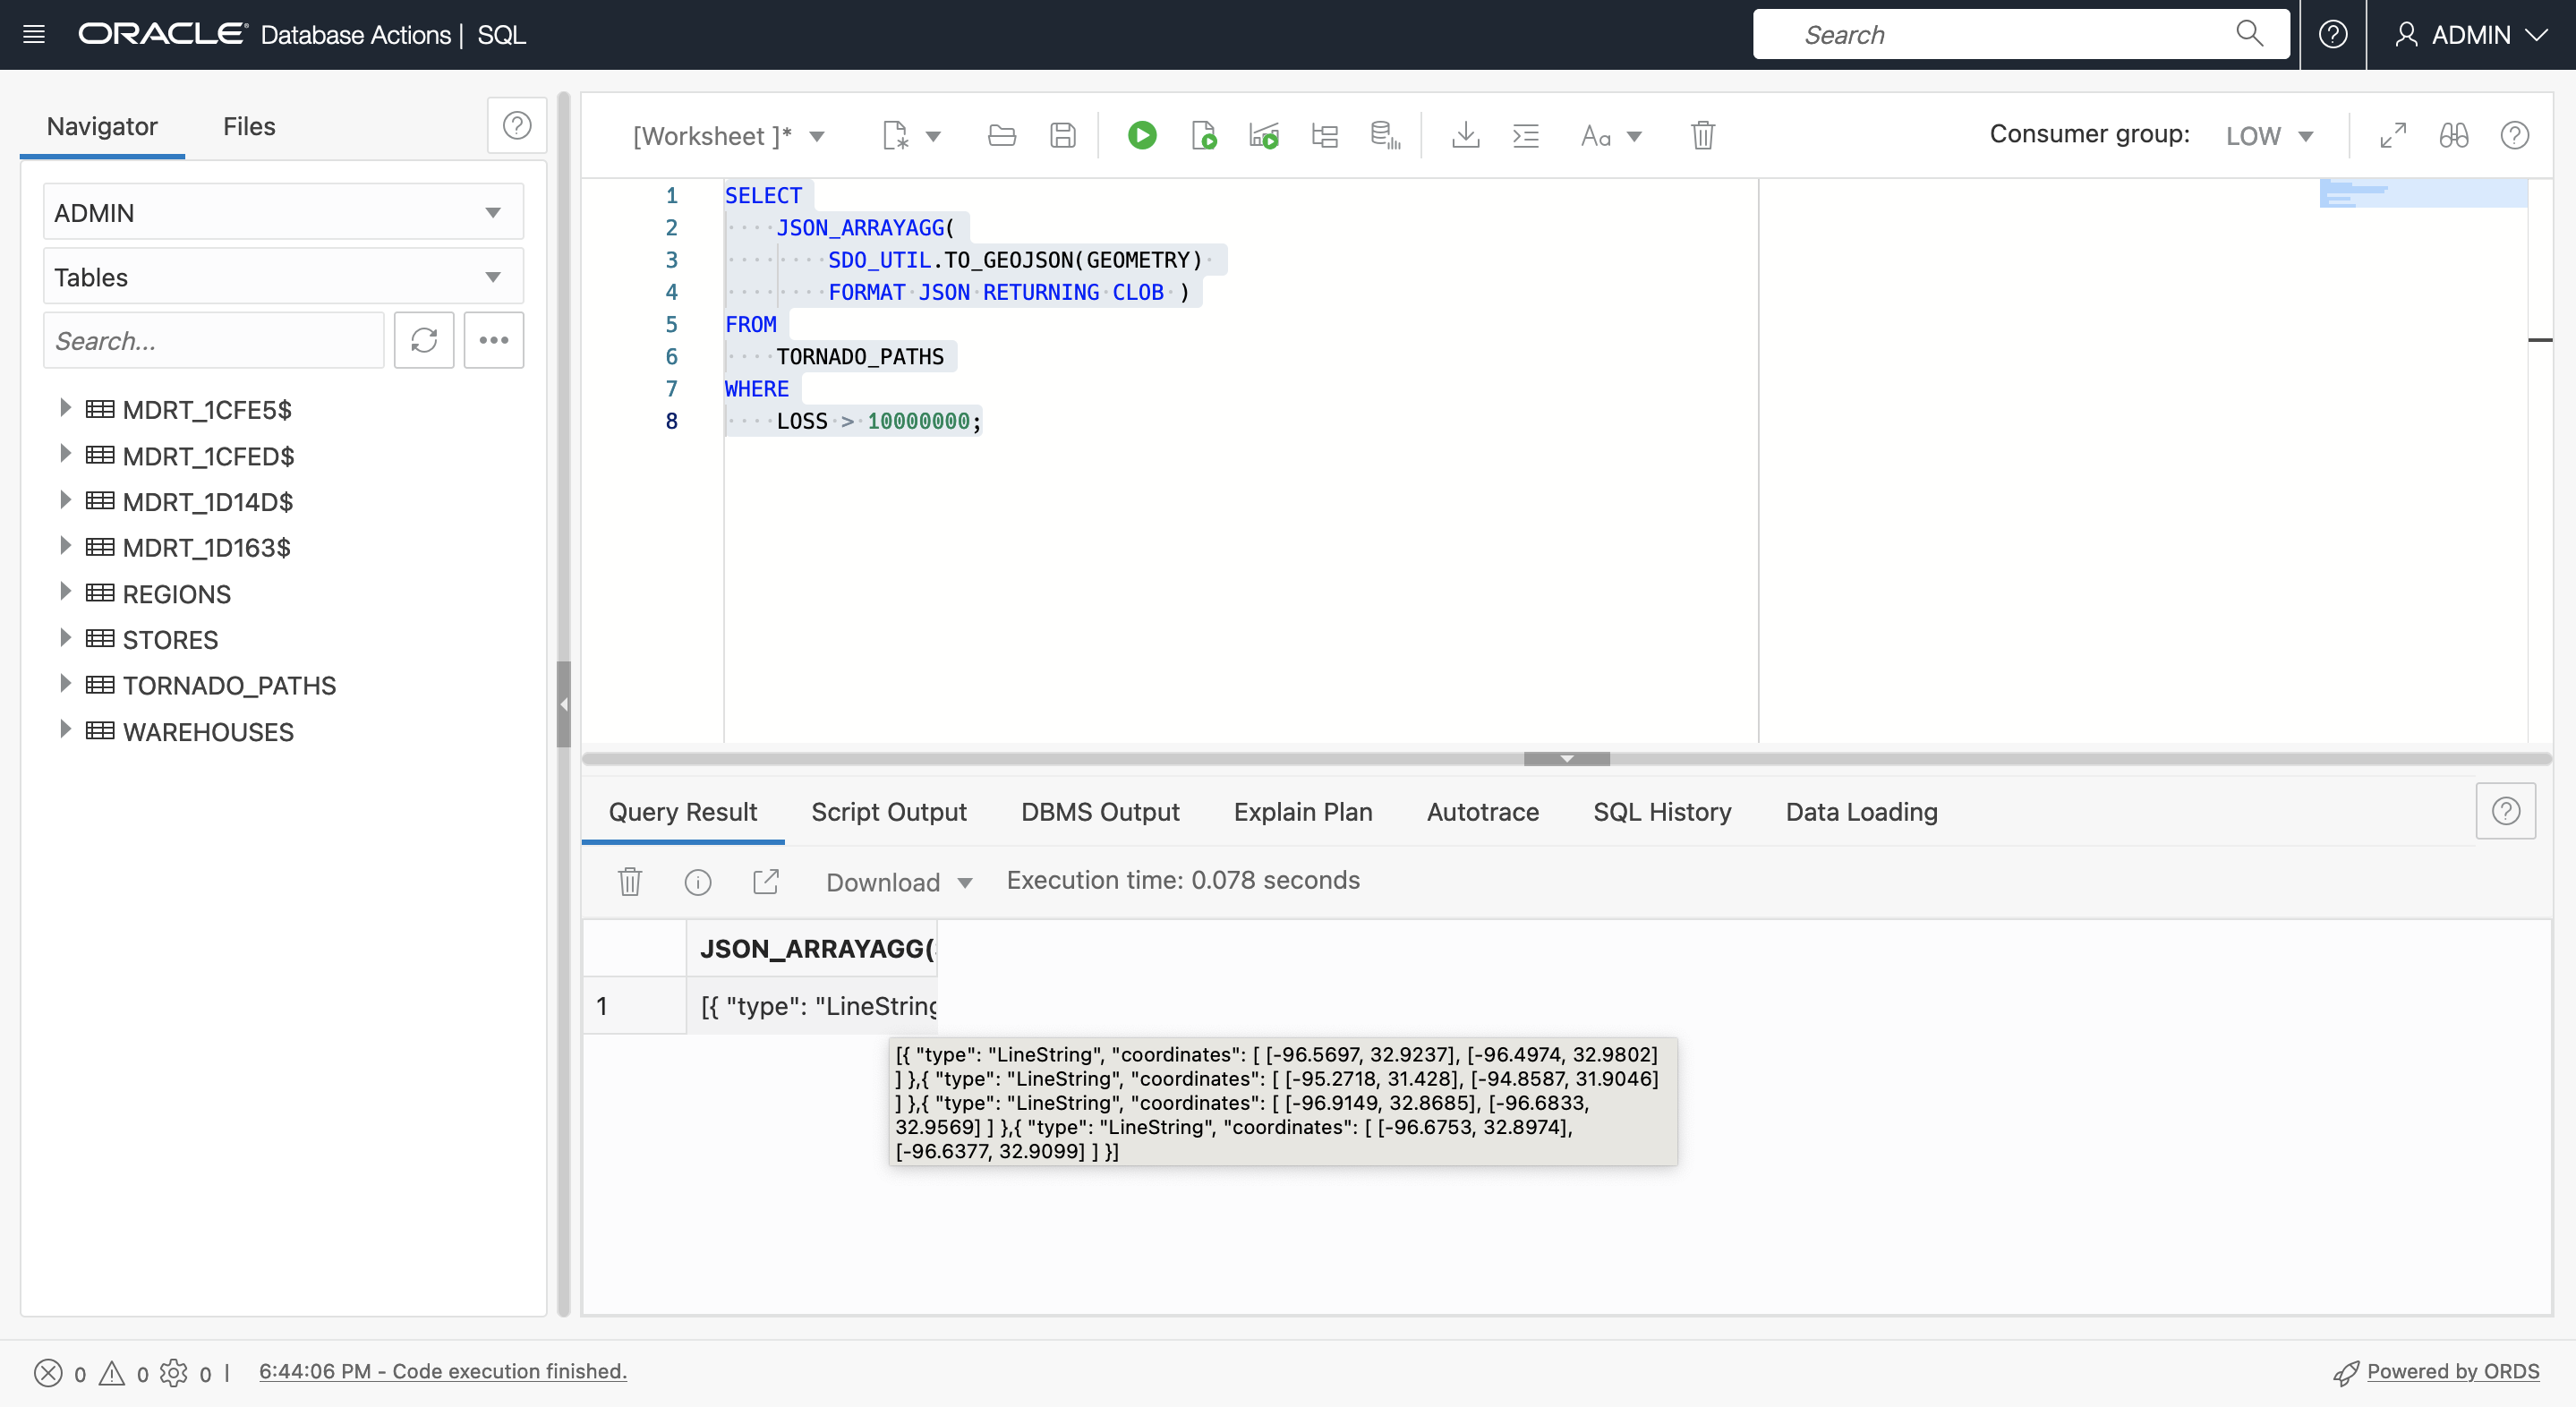 ORACLE Database Actions | SQL
Search
ADMIN
Navigator
Files
ADMIN
Tables
Search...
MDRT_1CFE5$
MDRT_1CFED$
MDRT_1D14D$
MDRT_1D163$
REGIONS
STORES
TORNADO_PATHS
WAREHOUSES
[Worksheet ]*
Aa
Consumer group: LOW
1 SELECT
2 JSON_ARRAYAGG(
3 SDO_UTIL.TO_GEOJSON(GEOMETRY)
4 FORMAT JSON RETURNING CLOB )
5 FROM
6 TORNADO_PATHS
7 WHERE
8 LOSS > 10000000;
Query Result Script Output DBMS Output Explain Plan Autotrace SQL History Data Loading
Download Execution time: 0.078 seconds
JSON_ARRAYAGG(
1 [{ "type": "LineString
[{ "type": "LineString", "coordinates": [ [-96.5697, 32.9237], [-96.4974, 32.9802]
] },{ "type": "LineString", "coordinates": [ [-95.2718, 31.428], [-94.8587, 31.9046]
] },{ "type": "LineString", "coordinates": [ [-96.9149, 32.8685], [-96.6833,
32.9569] ] },{ "type": "LineString", "coordinates": [ [-96.6753, 32.8974],
[-96.6377, 32.9099] ] }]
0 0 0 | 6:44:06 PM - Code execution finished.
Powered by ORDS